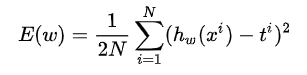 E(w) = \frac{1}{2N} \sum_{i=1}^{N} (h_w(x^i) - t^i)^2